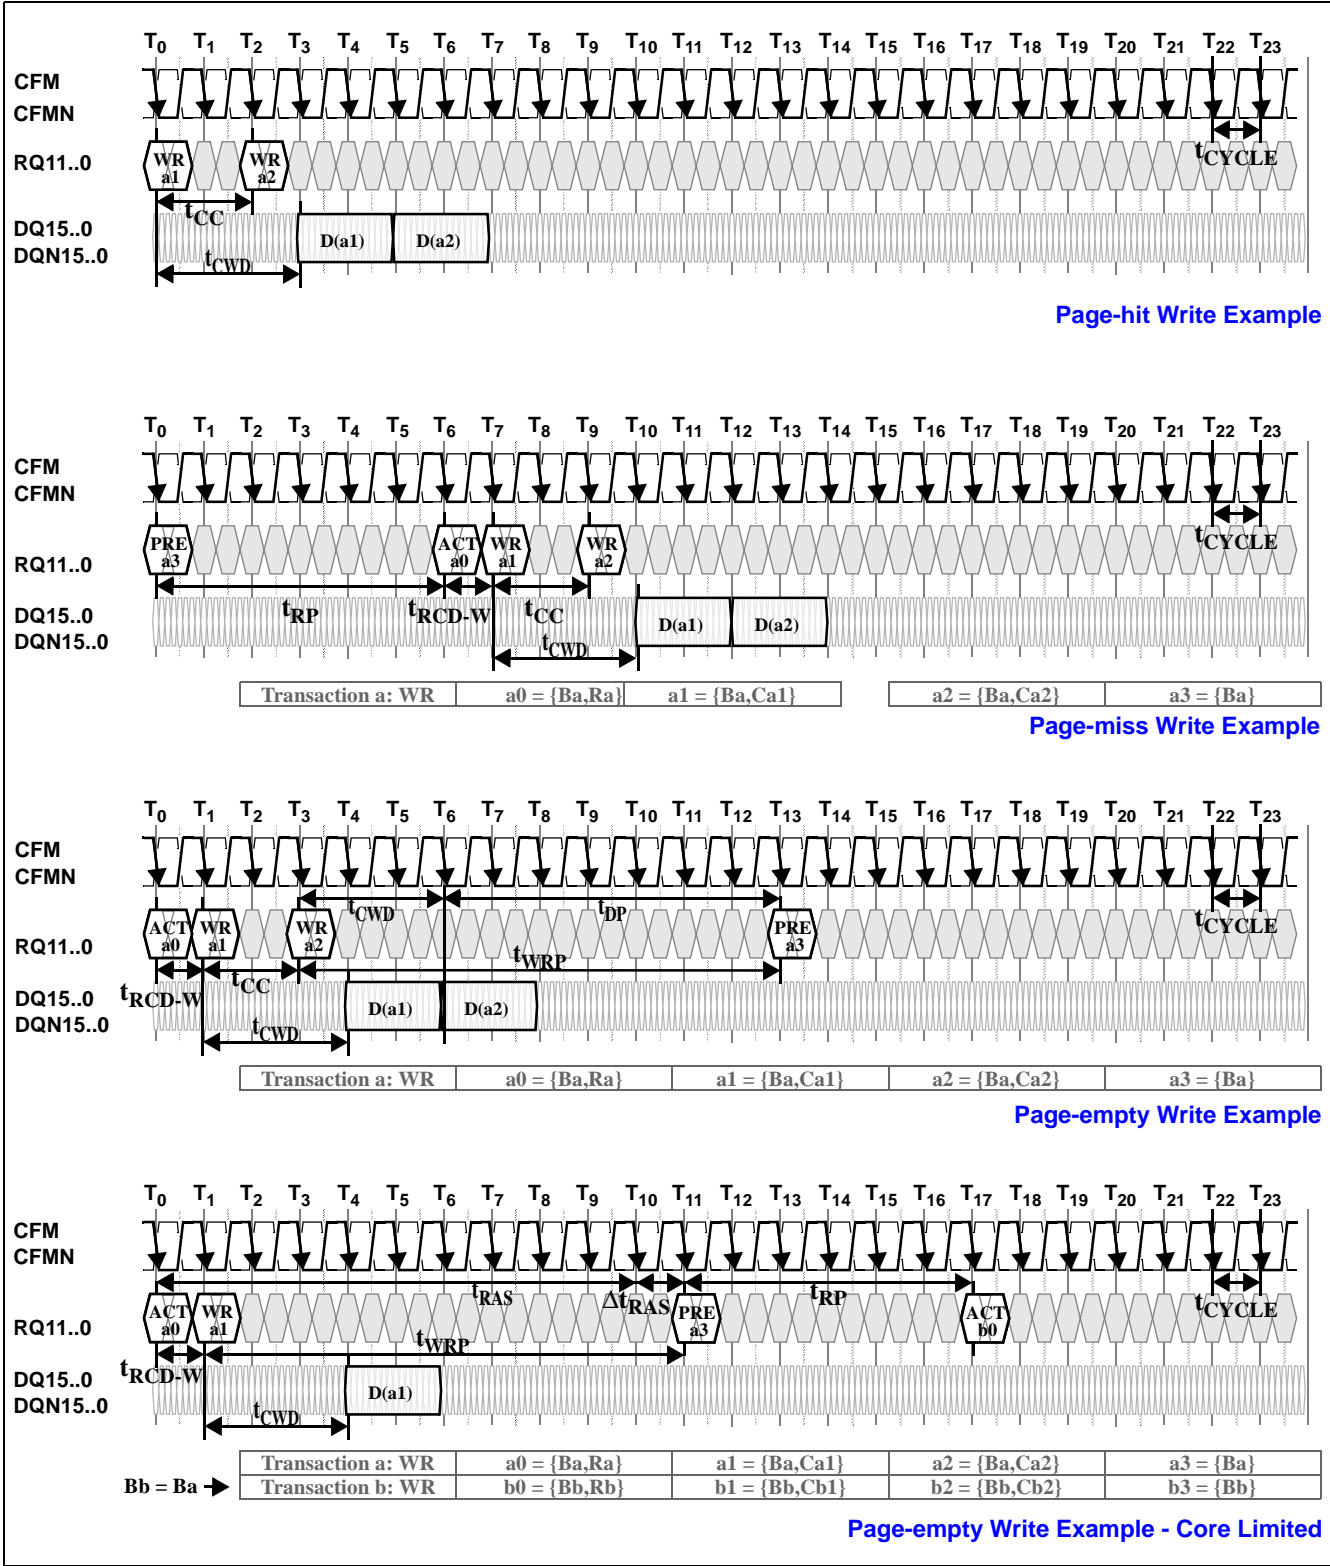 T0 T1 T2 T3 T4 T5 T6 T7 T8 T9 T10 T11 T12 T13 T14 T15 T16 T17 T18 T19 T20 T21 T22 T23
CFM
CFMN
RQ11..0
WR a1
WR a2
tCYCLE
tCC
DQ15..0
DQN15..0
D(a1)
D(a2)
tCWD
Page-hit Write Example
T0 T1 T2 T3 T4 T5 T6 T7 T8 T9 T10 T11 T12 T13 T14 T15 T16 T17 T18 T19 T20 T21 T22 T23
CFM
CFMN
RQ11..0
PRE a3
ACT a0
WR a1
WR a2
tCYCLE
tRP
tRCD-W
tCC
DQ15..0
DQN15..0
D(a1)
D(a2)
tCWD
Transaction a: WR
a0 = {Ba,Ra}
a1 = {Ba,Ca1}
a2 = {Ba,Ca2}
a3 = {Ba}
Page-miss Write Example
T0 T1 T2 T3 T4 T5 T6 T7 T8 T9 T10 T11 T12 T13 T14 T15 T16 T17 T18 T19 T20 T21 T22 T23
CFM
CFMN
tCWD
tDP
RQ11..0
ACT a0
WR a1
WR a2
PRE a3
tCYCLE
tWRP
tRCD-W
tCC
DQ15..0
DQN15..0
D(a1)
D(a2)
tCWD
Transaction a: WR
a0 = {Ba,Ra}
a1 = {Ba,Ca1}
a2 = {Ba,Ca2}
a3 = {Ba}
Page-empty Write Example
T0 T1 T2 T3 T4 T5 T6 T7 T8 T9 T10 T11 T12 T13 T14 T15 T16 T17 T18 T19 T20 T21 T22 T23
CFM
CFMN
tRAS
ΔtRAS
tRP
RQ11..0
ACT a0
WR a1
PRE a3
ACT b0
tCYCLE
tWRP
tRCD-W
DQ15..0
DQN15..0
D(a1)
tCWD
Transaction a: WR
a0 = {Ba,Ra}
a1 = {Ba,Ca1}
a2 = {Ba,Ca2}
a3 = {Ba}
Bb = Ba
Transaction b: WR
b0 = {Bb,Rb}
b1 = {Bb,Cb1}
b2 = {Bb,Cb2}
b3 = {Bb}
Page-empty Write Example - Core Limited